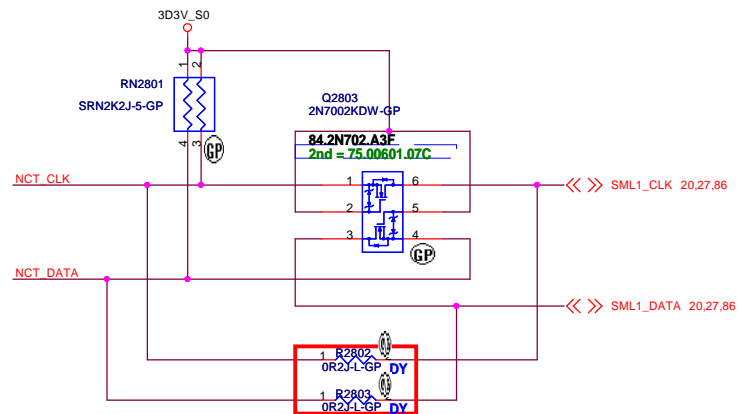 3D3V_S0
1 2
RN2801
SRN2K2J-5-GP
4 3
GP
Q2803
2N7002KDW-GP
84.2N702.A3F
2nd = 75.00601.07C
NCT_CLK
1 6
SML1_CLK 20,27,86
2 5
3 4
GP
NCT_DATA
SML1_DATA 20,27,86
1 R2802
0R2J-L-GP DY
1 R2803
0R2J-L-GP DY